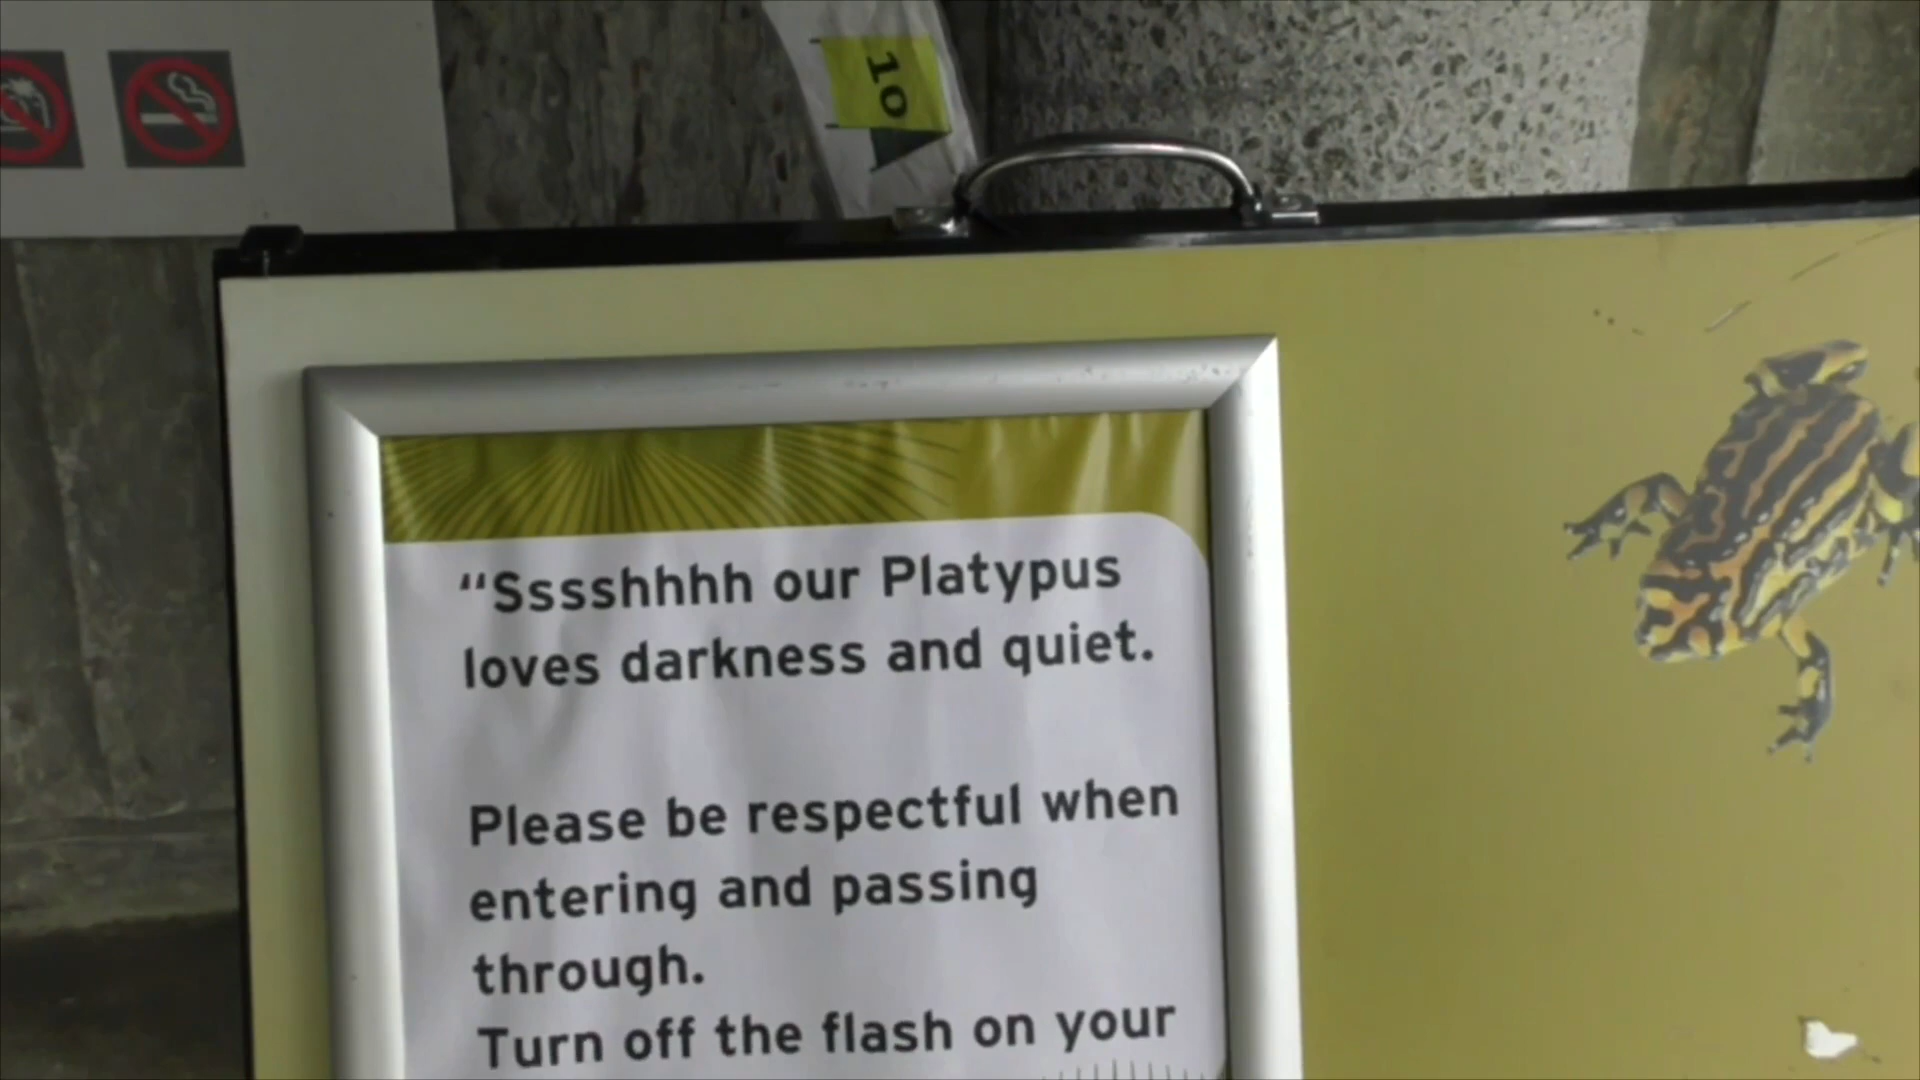 10
“Sssshhhh our Platypus
loves darkness and quiet.
Please be respectful when
entering and passing
through.
Turn off the flash on your